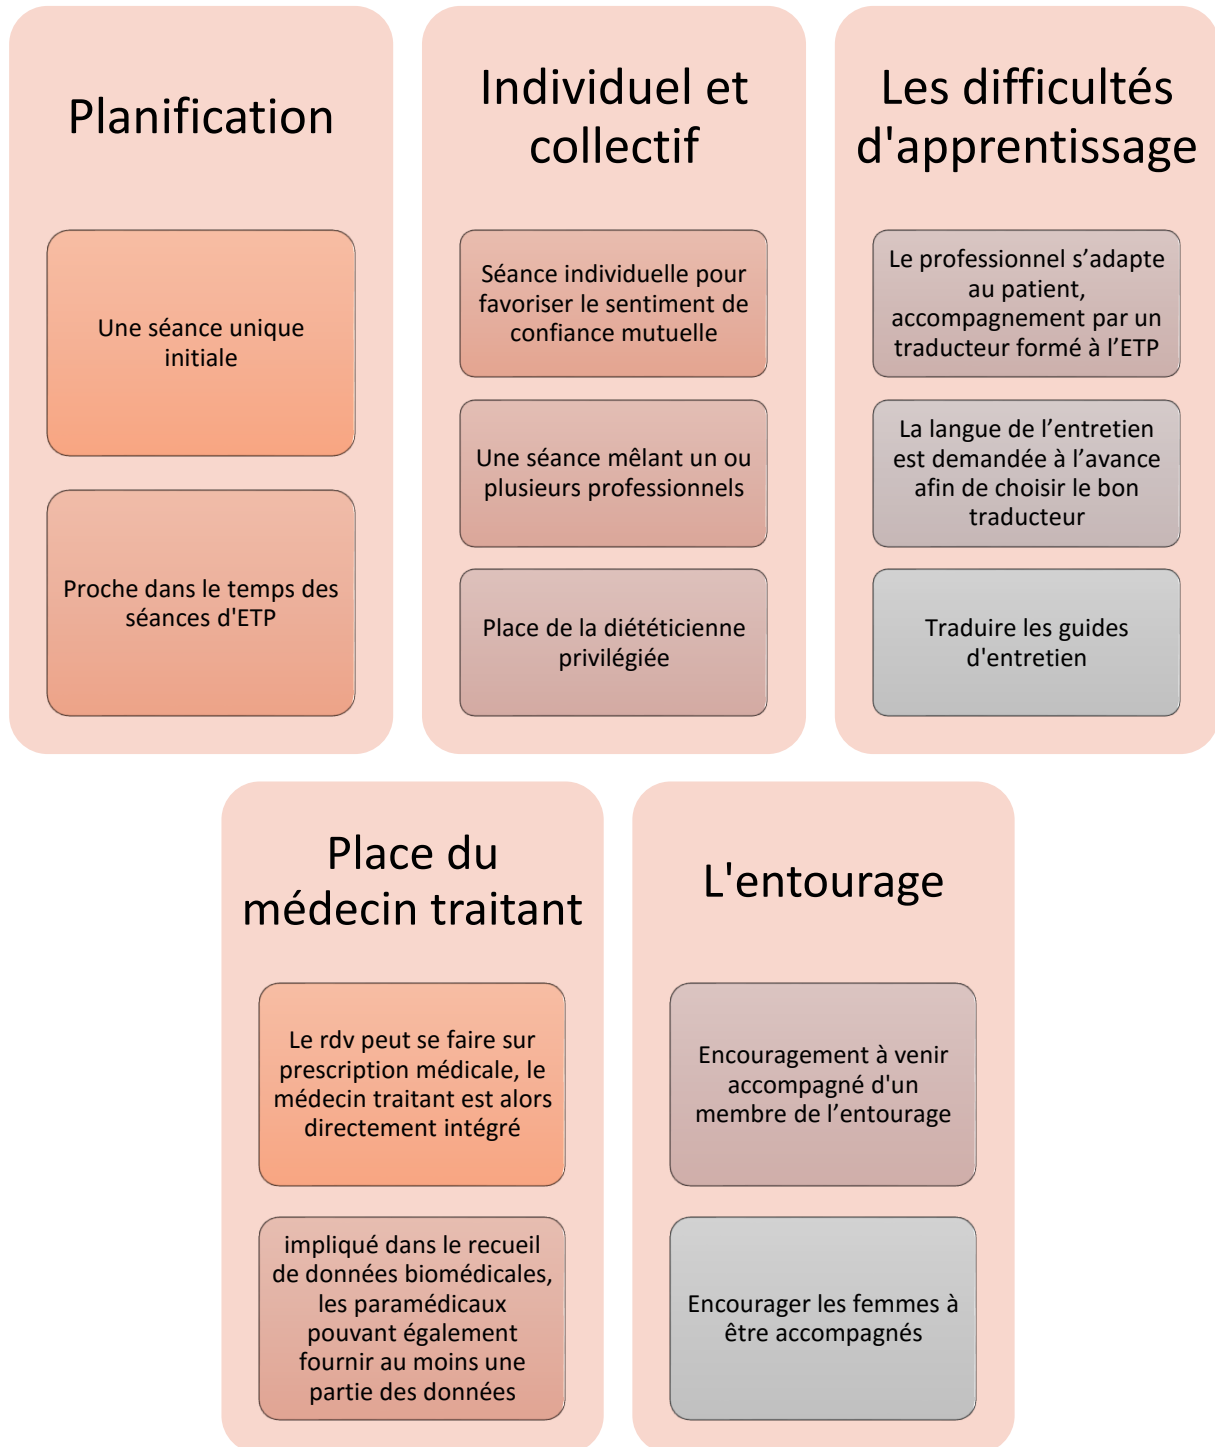 Planification
Une séance unique
initiale
Proche dans le temps des
séances d'ETP
Individuel et
collectif
Séance individuelle pour
favoriser le sentiment de
confiance mutuelle
Une séance mêlant un ou
plusieurs professionnels
Place de la diététicienne
privilégiée
Les difficultés
d'apprentissage
Le professionnel s’adapte
au patient,
accompagnement par un
traducteur formé à l’ETP
La langue de l’entretien
est demandée à l’avance
afin de choisir le bon
traducteur
Traduire les guides
d'entretien
Place du
médecin traitant
Le rdv peut se faire sur
prescription médicale, le
médecin traitant est alors
directement intégré
impliqué dans le recueil
de données biomédicales,
les paramédicaux
pouvant également
fournir au moins une
partie des données
L'entourage
Encouragement à venir
accompagné d'un
membre de l’entourage
Encourager les femmes à
être accompagnés